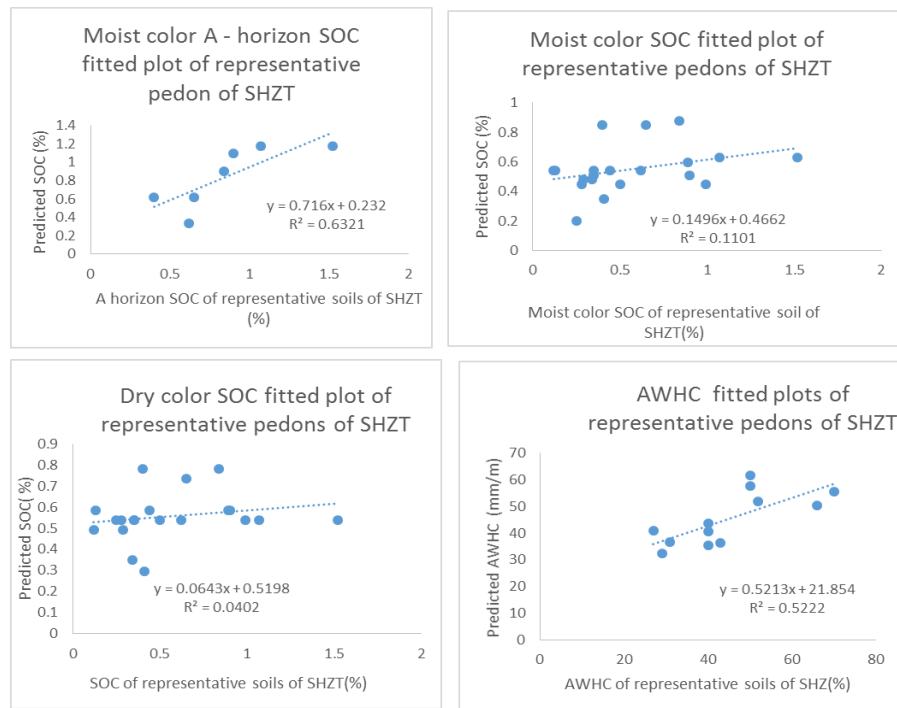 Moist color A - horizon SOC
fitted plot of representative
pedon of SHZT
Predicted SOC (%)
1.4
1.2
1
0.8
0.6
0.4
0.2
0
y = 0.716x + 0.232
R² = 0.6321
0 0.5 1 1.5 2
A horizon SOC of representative soils of SHZT
(%)
Moist color SOC fitted plot of
representative pedons of SHZT
Predicted SOC (%)
1
0.8
0.6
0.4
0.2
0
y = 0.1496x + 0.4662
R² = 0.1101
0 0.5 1 1.5 2
Moist color SOC of representative soil of
SHZT(%)
Dry color SOC fitted plot of
representative pedons of SHZT
Predicted SOC( %)
0.9
0.8
0.7
0.6
0.5
0.4
0.3
0.2
0.1
0
y = 0.0643x + 0.5198
R² = 0.0402
0 0.5 1 1.5 2
SOC of representative soils of SHZT(%)
AWHC fitted plots of
representative pedons of SHZT
Predicted AWHC (mm/m)
70
60
50
40
30
20
10
0
y = 0.5213x + 21.854
R² = 0.5222
0 20 40 60 80
AWHC of representative soils of SHZ(%)